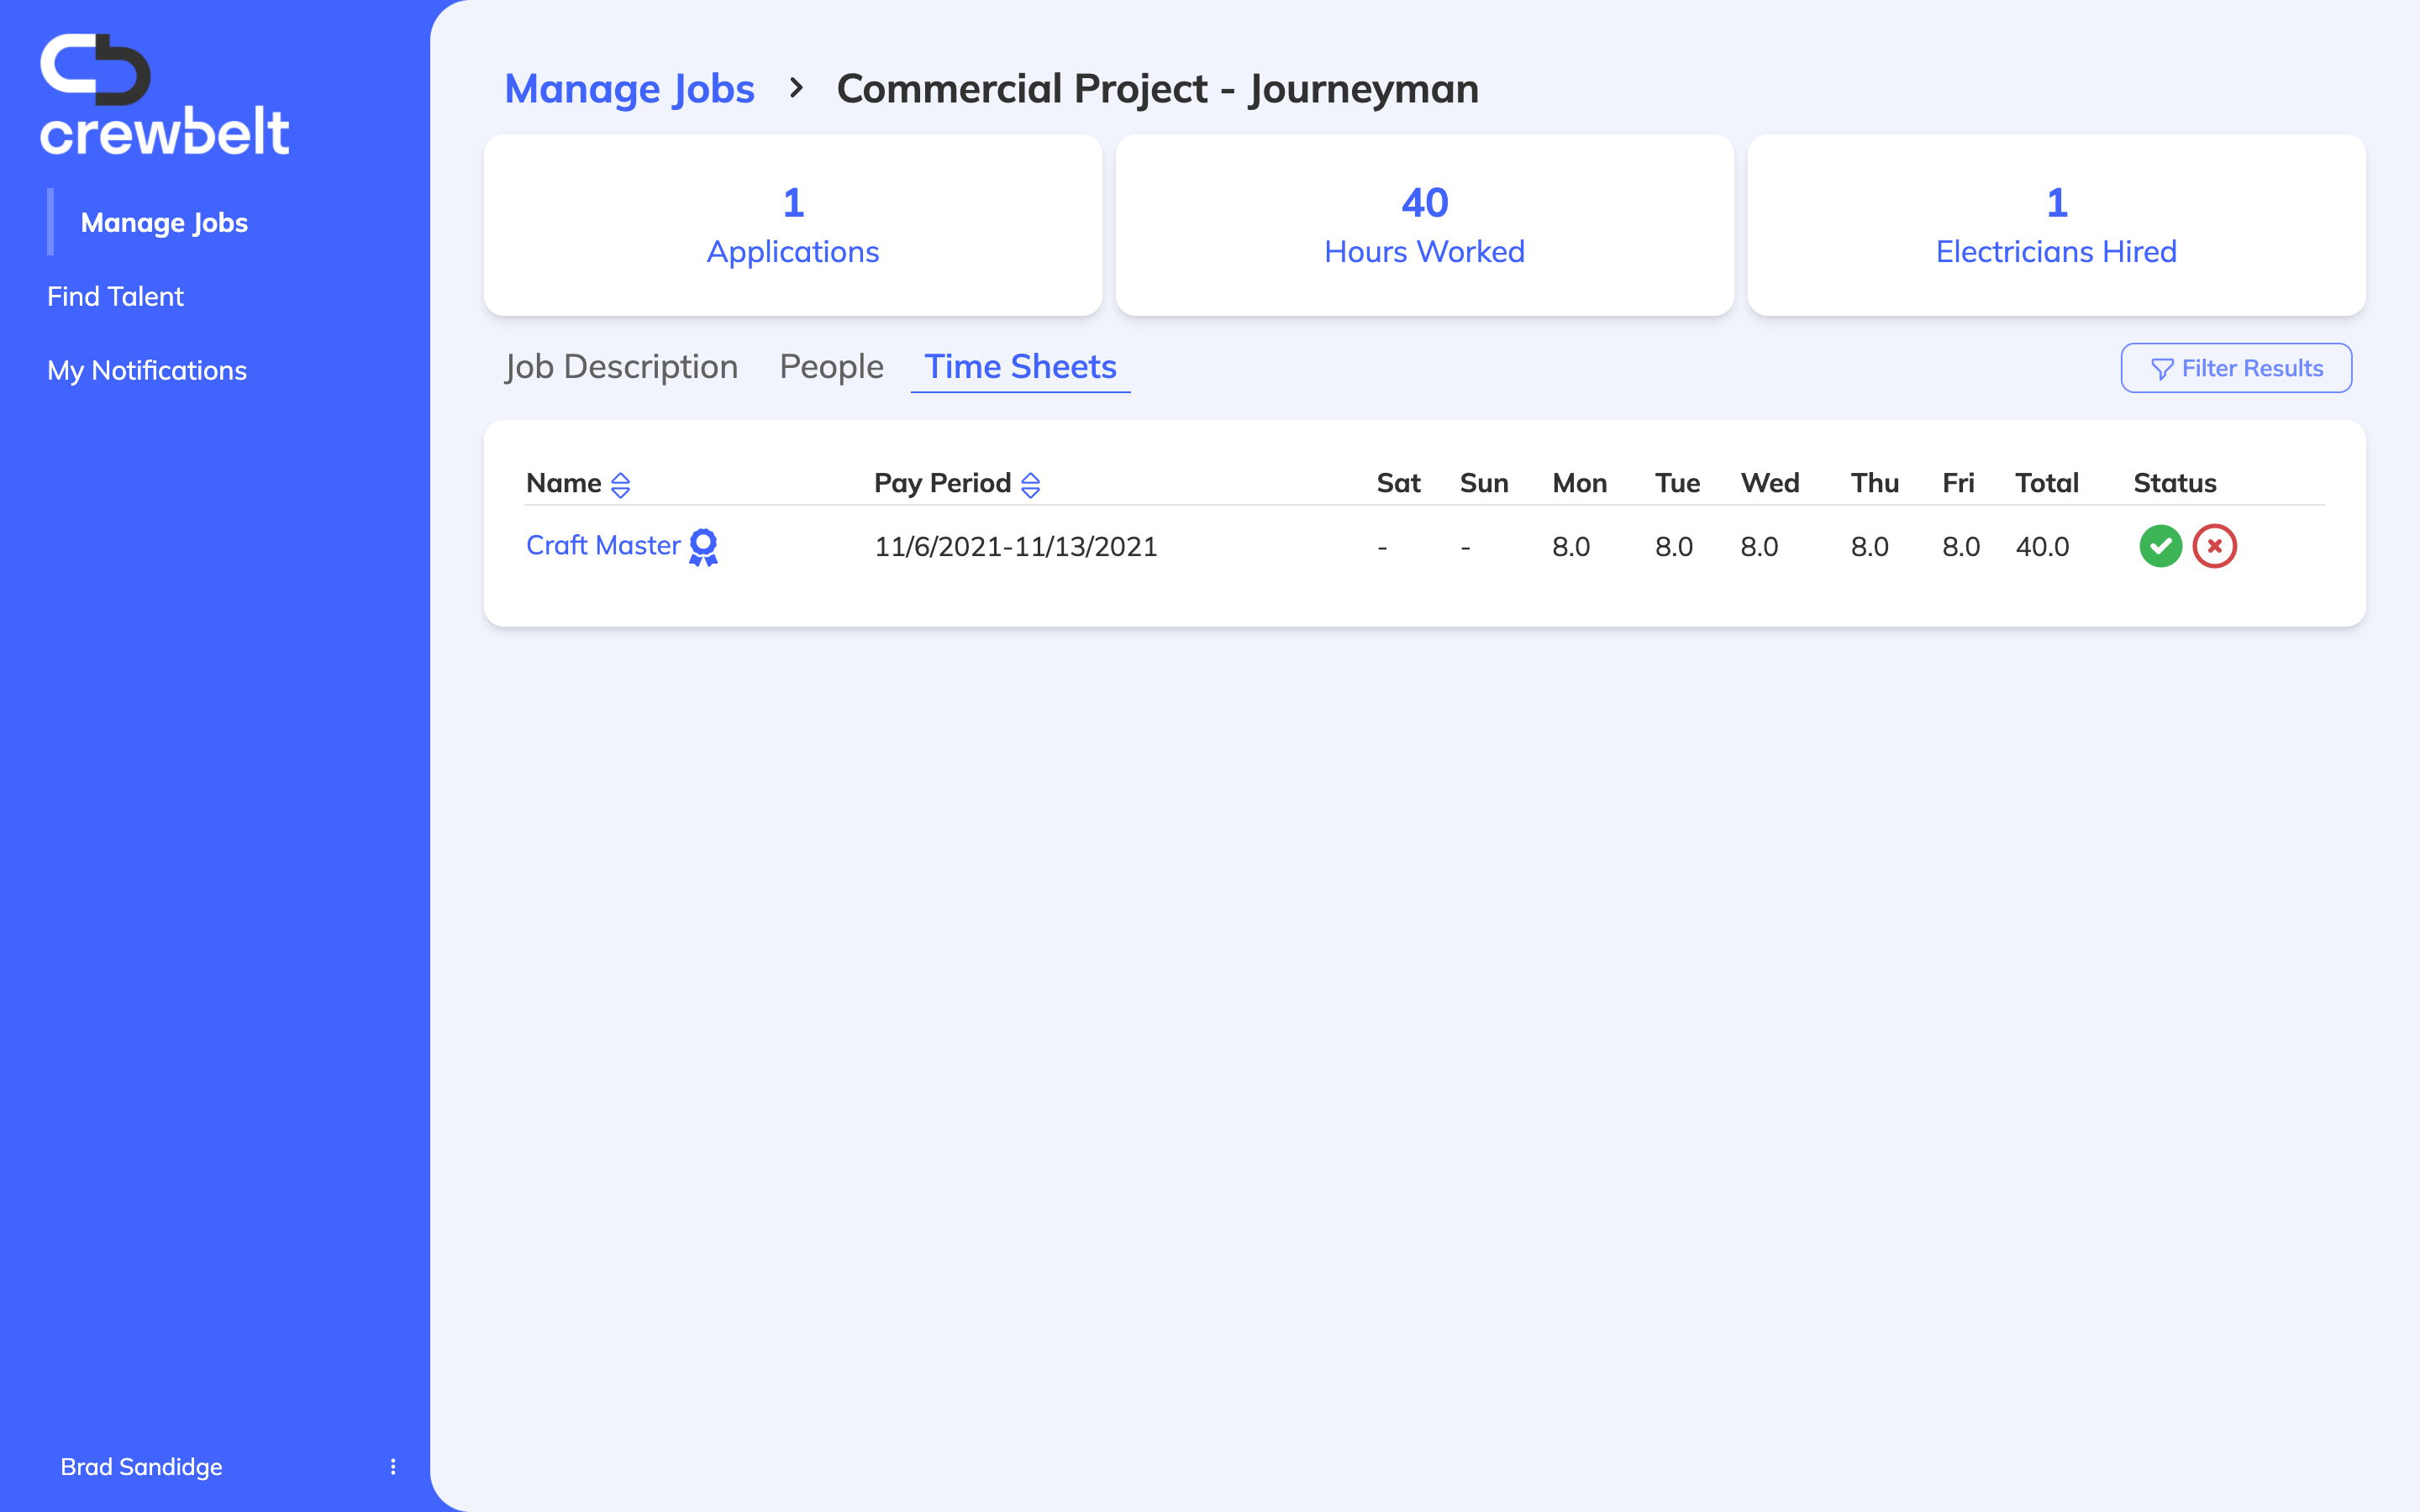 crewbelt
Manage Jobs
Find Talent
My Notifications
Brad Sandidge
Manage Jobs > Commercial Project - Journeyman
1
Applications
40
Hours Worked
1
Electricians Hired
Job Description People Time Sheets Filter Results
Name Pay Period Sat Sun Mon Tue Wed Thu Fri Total Status
Craft Master 11/6/2021-11/13/2021 - - 8.0 8.0 8.0 8.0 8.0 40.0